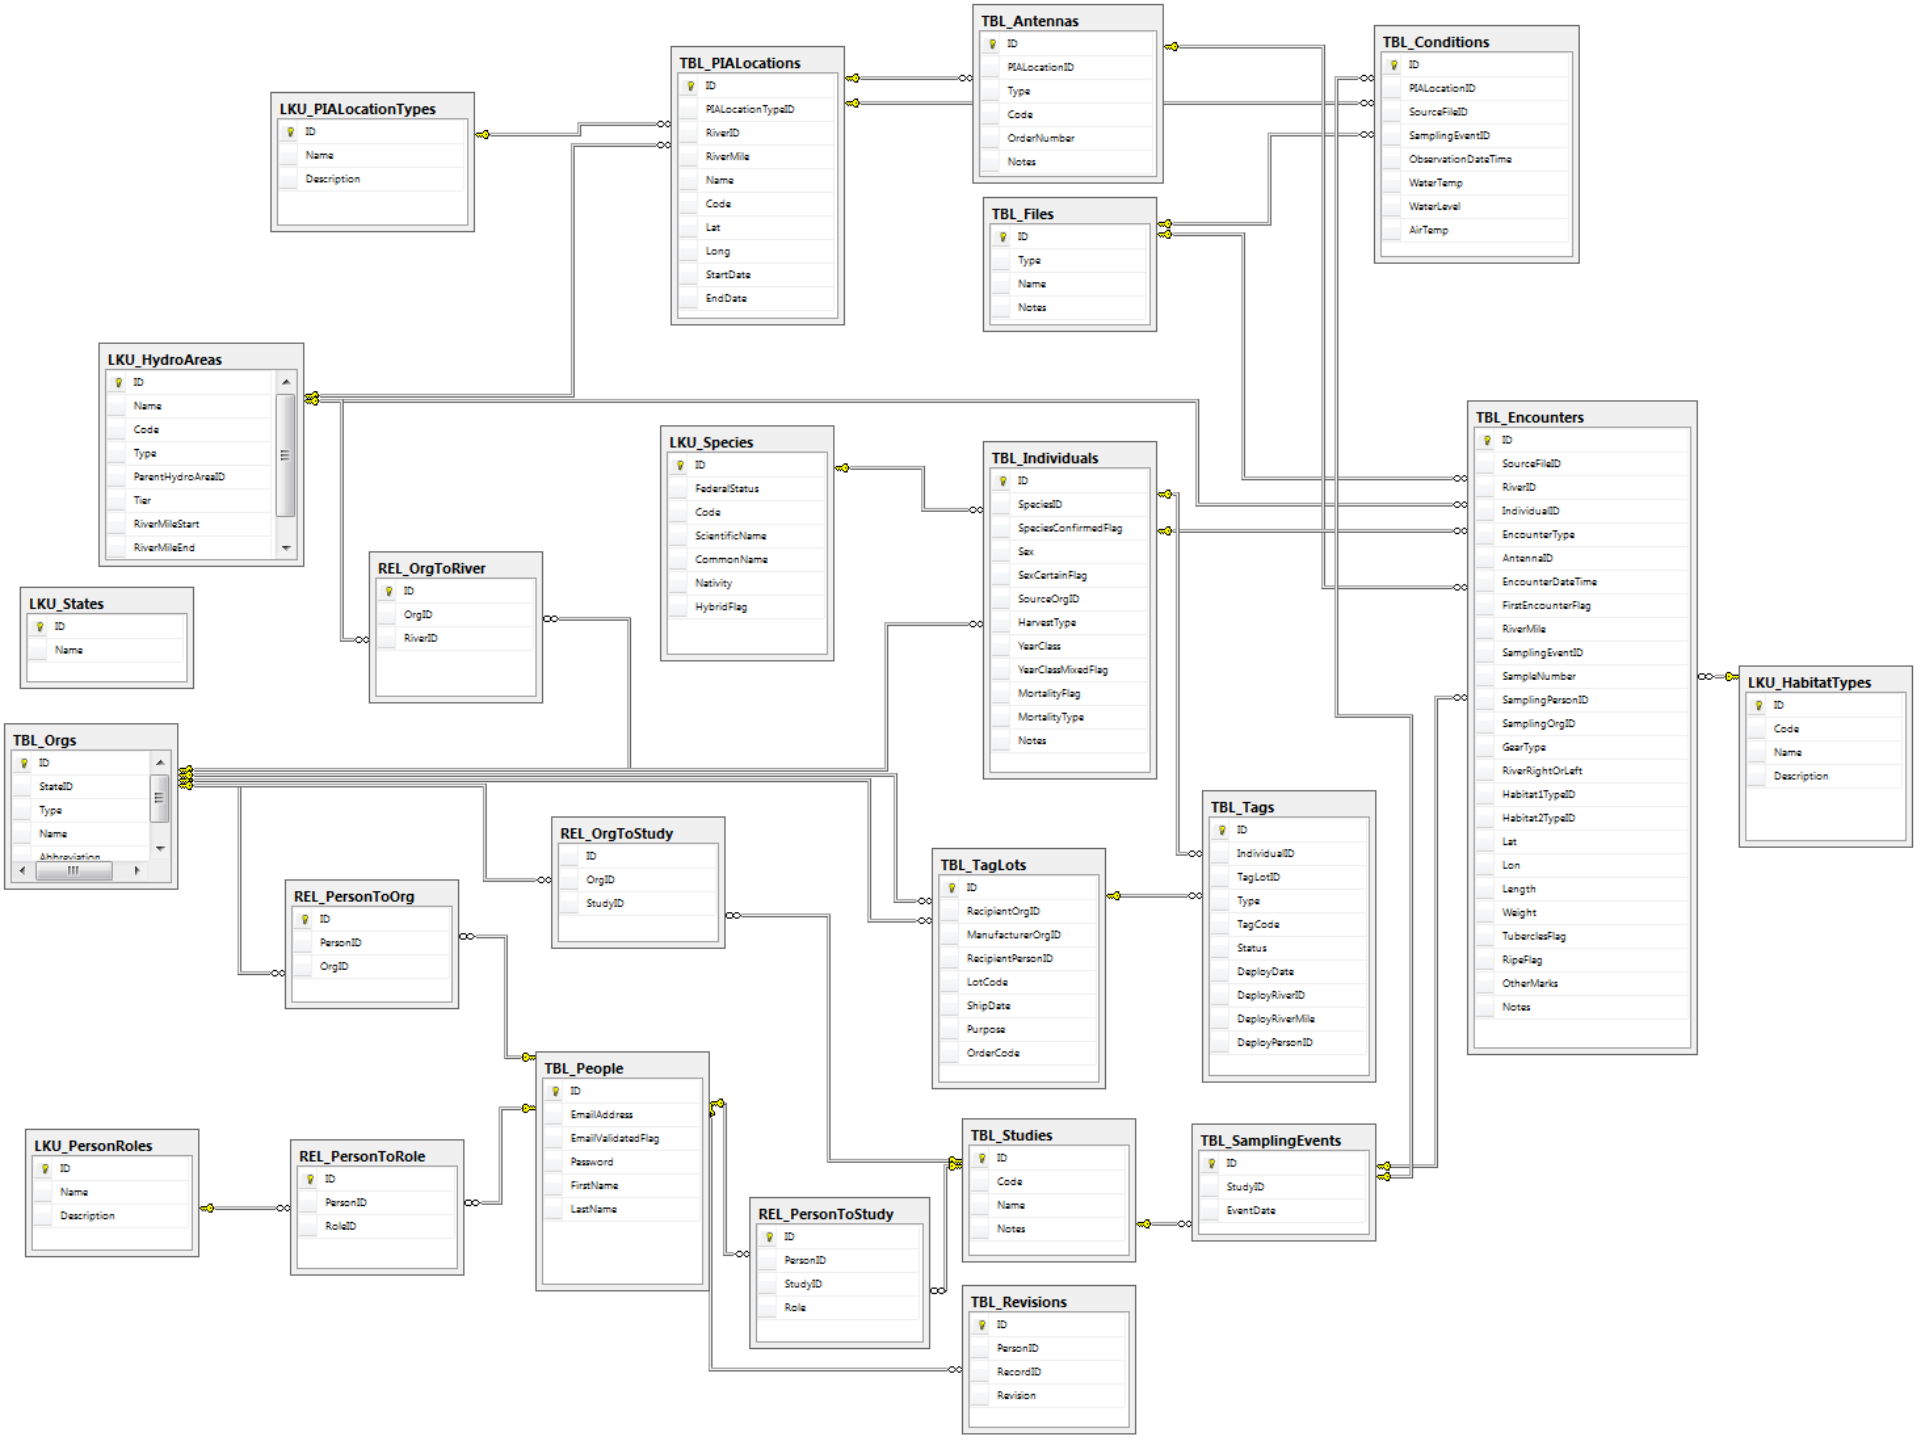 TBL_Antennas
ID
PIALocationID
Type
Code
OrderNumber
Notes
TBL_Conditions
ID
PIALocationID
SourceFileID
SamplingEventID
ObservationDateTime
WaterTemp
WaterLevel
AirTemp
TBL_PIALocations
ID
PIALocationTypeID
RiverID
RiverMile
Name
Code
Lat
Long
StartDate
EndDate
LKU_PIALocationTypes
ID
Name
Description
TBL_Files
ID
Type
Name
Notes
LKU_HydroAreas
ID
Name
Code
Type
ParentHydroAreaID
Tier
RiverMileStart
RiverMileEnd
TBL_Encounters
ID
SourceFileID
RiverID
IndividualID
EncounterType
AntennaID
EncounterDateTime
FirstEncounterFlag
RiverMile
SamplingEventID
SampleNumber
SamplingPersonID
SamplingOrgID
GearType
RiverRightOrLeft
Habitat1TypeID
Habitat2TypeID
Lat
Lon
Length
Weight
TuberclesFlag
RipeFlag
OtherMarks
Notes
LKU_Species
ID
FederalStatus
Code
ScientificName
CommonName
Nativity
HybridFlag
TBL_Individuals
ID
SpeciesID
SpeciesConfirmedFlag
Sex
SexCertainFlag
SourceOrgID
HarvestType
YearClass
YearClassMixedFlag
MortalityFlag
MortalityType
Notes
REL_OrgToRiver
ID
OrgID
RiverID
LKU_States
ID
Name
LKU_HabitatTypes
ID
Code
Name
Description
TBL_Orgs
ID
StateID
Type
Name
Abbreviation
TBL_Tags
ID
IndividualID
TagLotID
Type
TagCode
Status
DeployDate
DeployRiverID
DeployRiverMile
DeployPersonID
REL_OrgToStudy
ID
OrgID
StudyID
TBL_TagLots
ID
RecipientOrgID
ManufacturerOrgID
RecipientPersonID
LotCode
ShipDate
Purpose
OrderCode
REL_PersonToOrg
ID
PersonID
OrgID
TBL_People
ID
EmailAddress
EmailValidatedFlag
Password
FirstName
LastName
TBL_Studies
ID
Code
Name
Notes
TBL_SamplingEvents
ID
StudyID
EventDate
LKU_PersonRoles
ID
Name
Description
REL_PersonToRole
ID
PersonID
RoleID
REL_PersonToStudy
ID
PersonID
StudyID
Role
TBL_Revisions
ID
PersonID
RecordID
Revision